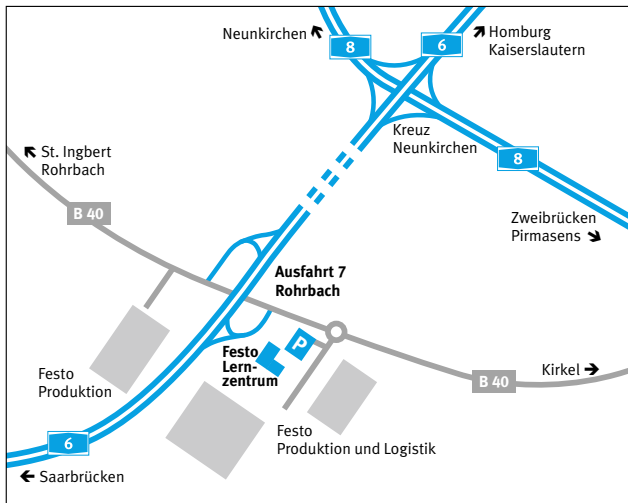 Neunkirchen
8
6
Homburg
Kaiserslautern
Kreuz
Neunkirchen
8
St. Ingbert
Rohrbach
B 40
Zweibrücken
Pirmasens
Ausfahrt 7
Rohrbach
P
Festo
Lern-
zentrum
Festo
Produktion
Kirkel
B 40
Festo
Produktion und Logistik
6
Saarbrücken